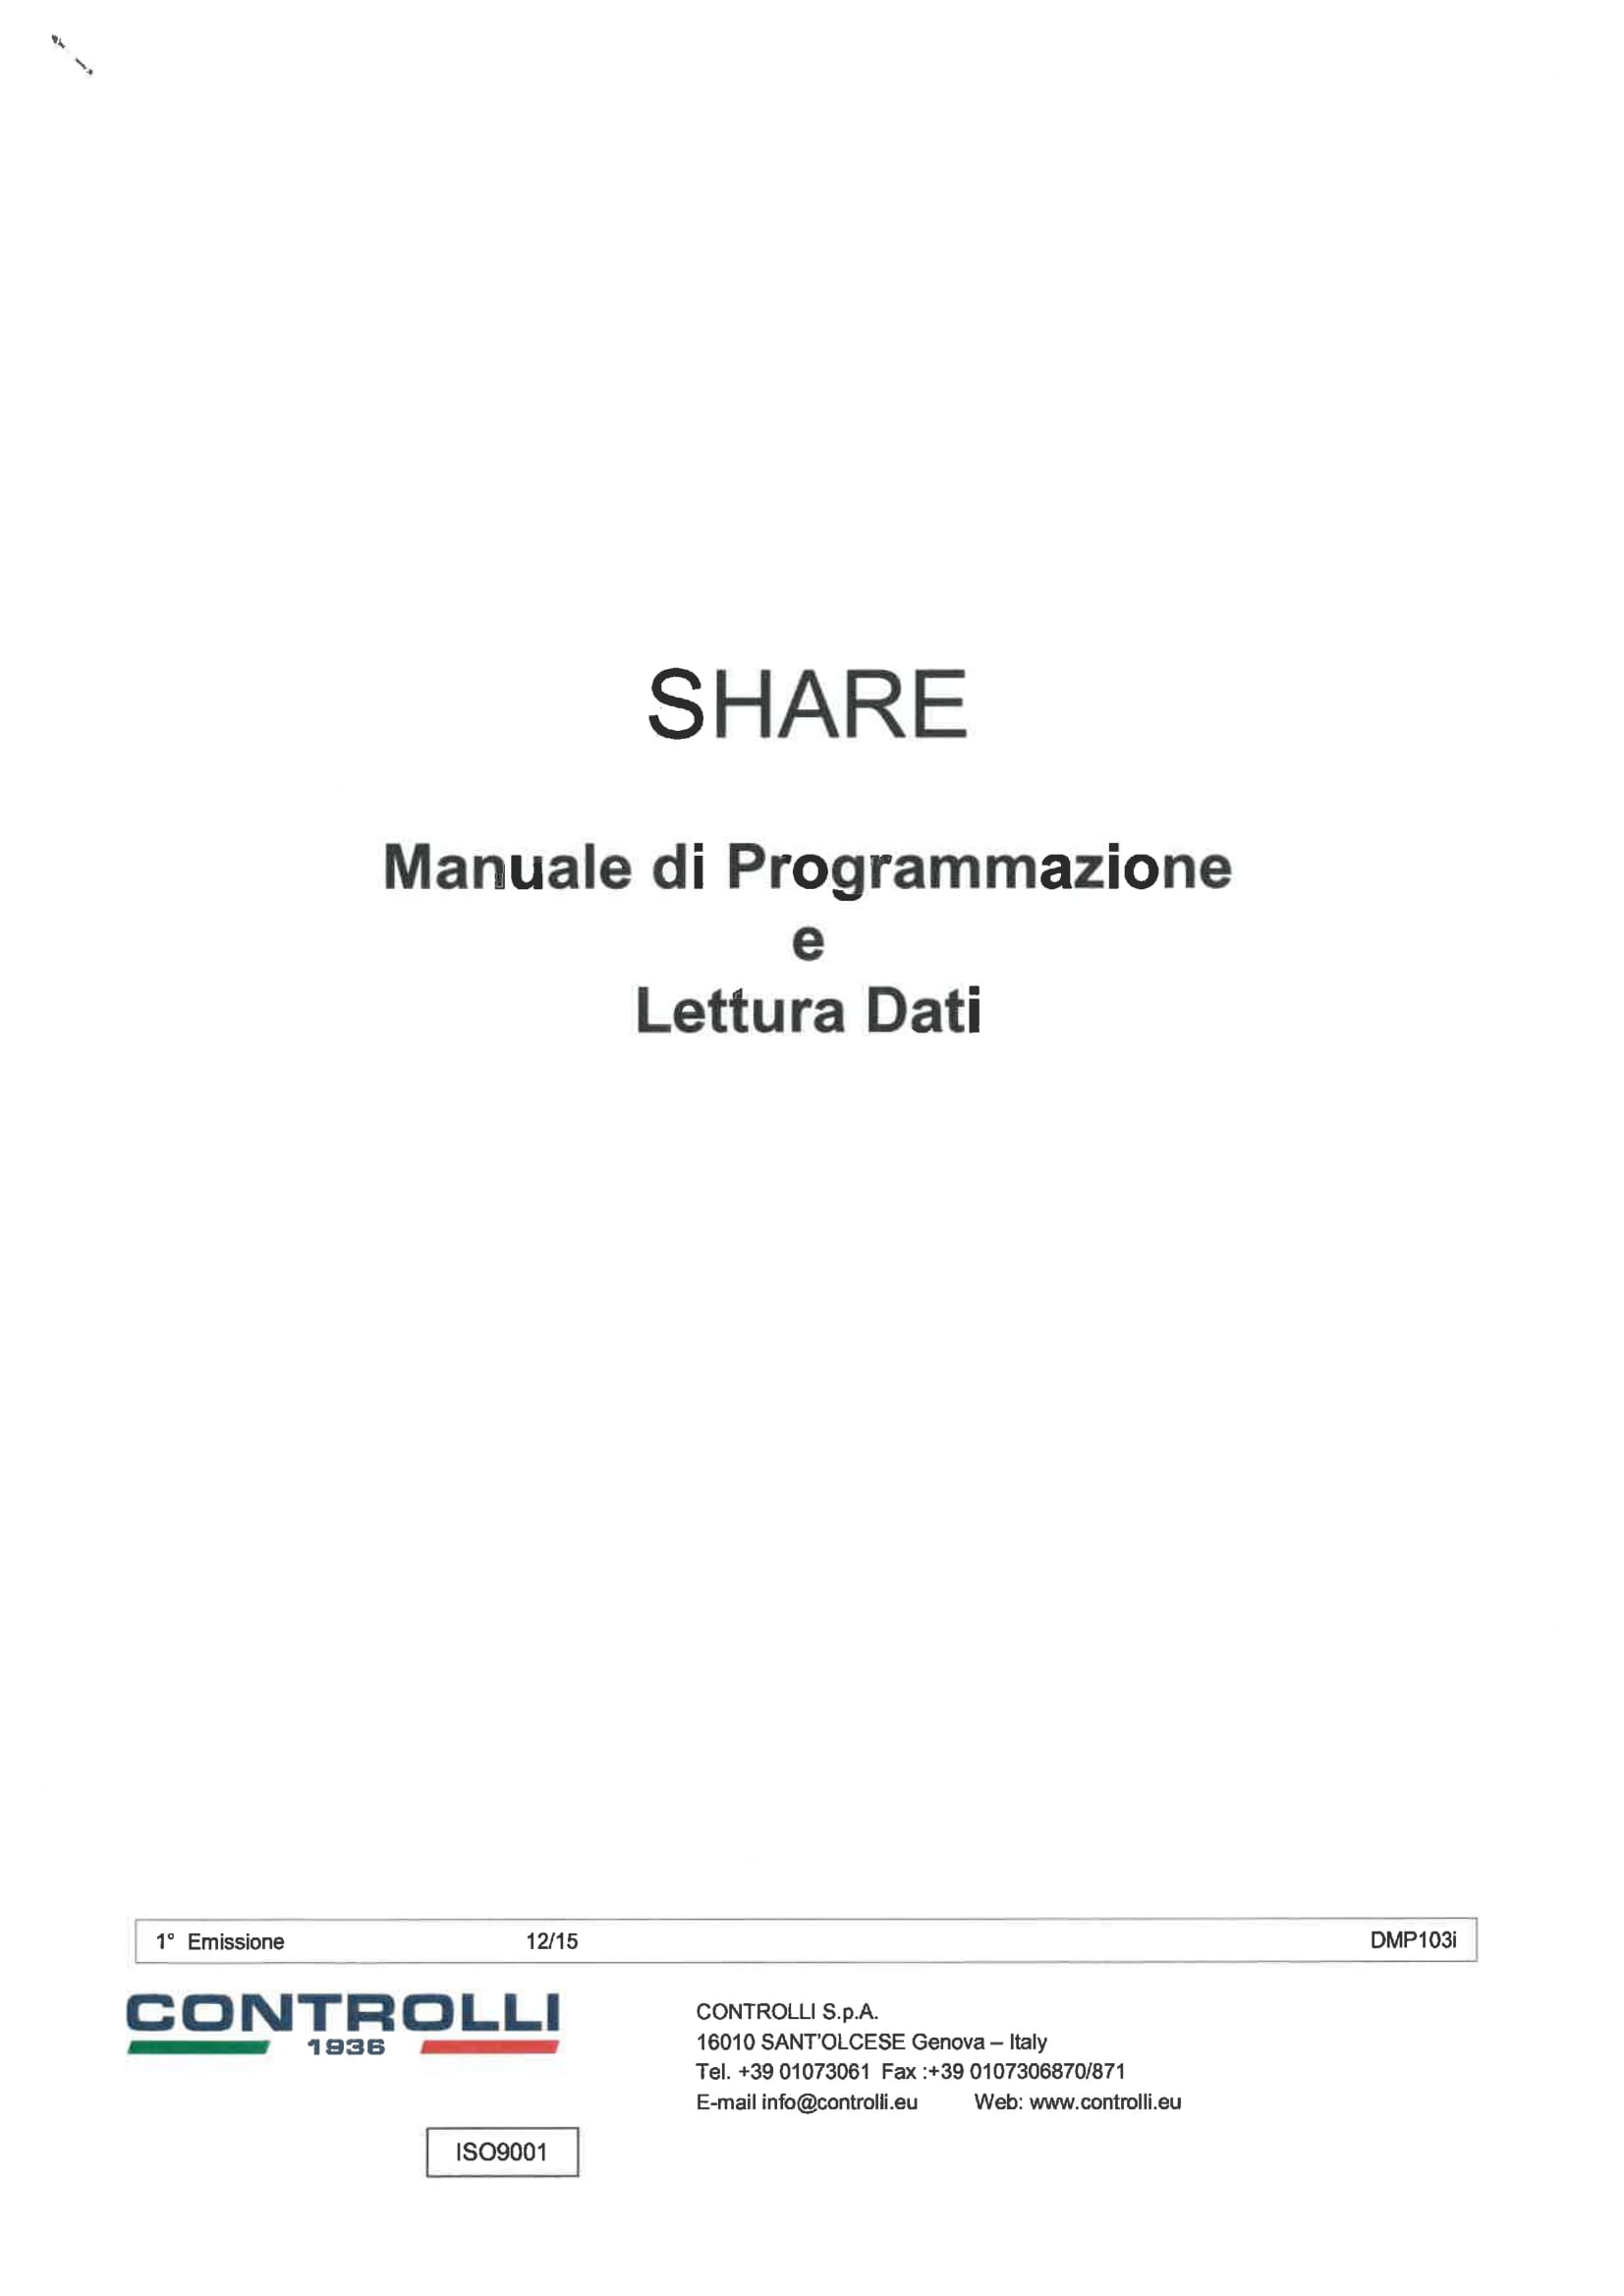 SHARE
Manuale di Programmazione
e
Lettura Dati
1° Emissione 12/15 DMP103i
CONTROLLI
1936
CONTROLLI S.p.A.
16010 SANT'OLCESE Genova – Italy
Tel. +39 01073061 Fax :+39 0107306870/871
E-mail info@controlli.eu Web: www.controlli.eu
ISO9001